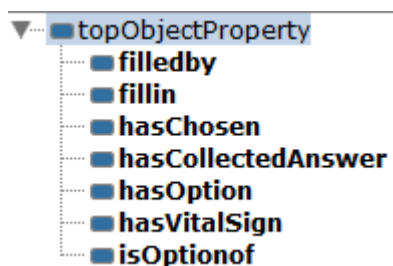 topObjectProperty
filledby
fillin
hasChosen
hasCollectedAnswer
hasOption
hasVitalSign
isOptionof